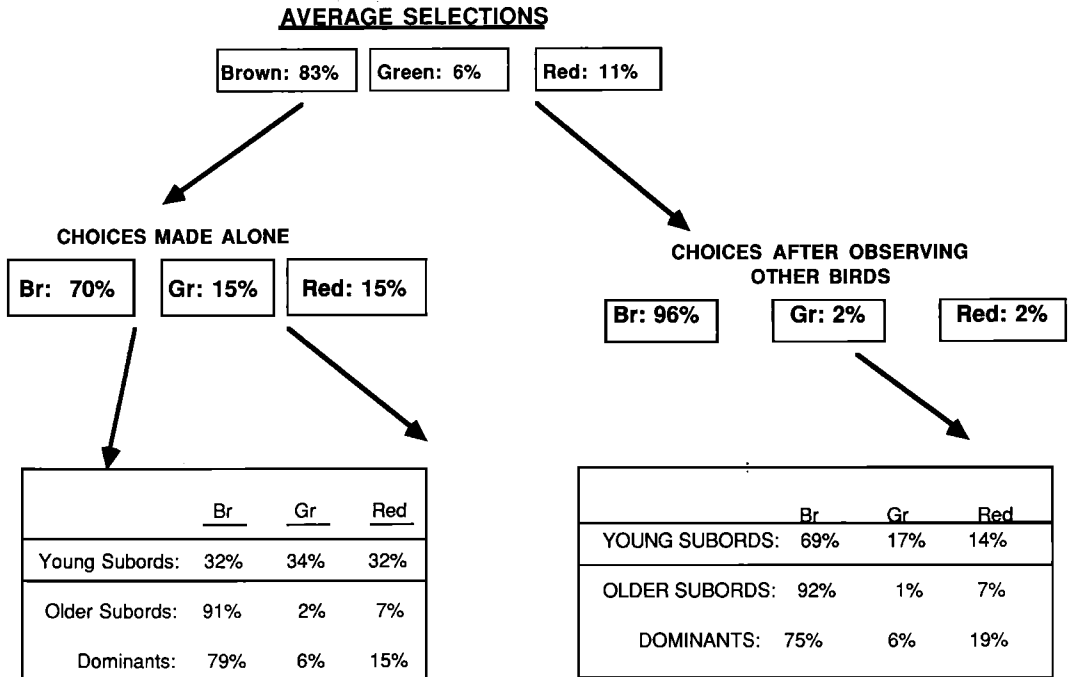 AVERAGE SELECTIONS
Brown: 83% Green: 6% Red: 11%
CHOICES MADE ALONE
Br: 70% Gr: 15% Red: 15%
CHOICES AFTER OBSERVING
OTHER BIRDS
Br: 96% Gr: 2% Red: 2%
Br Gr Red
Young Subords: 32% 34% 32%
Older Subords: 91% 2% 7%
Dominants: 79% 6% 15%
Br Gr Red
YOUNG SUBORDS: 69% 17% 14%
OLDER SUBORDS: 92% 1% 7%
DOMINANTS: 75% 6% 19%